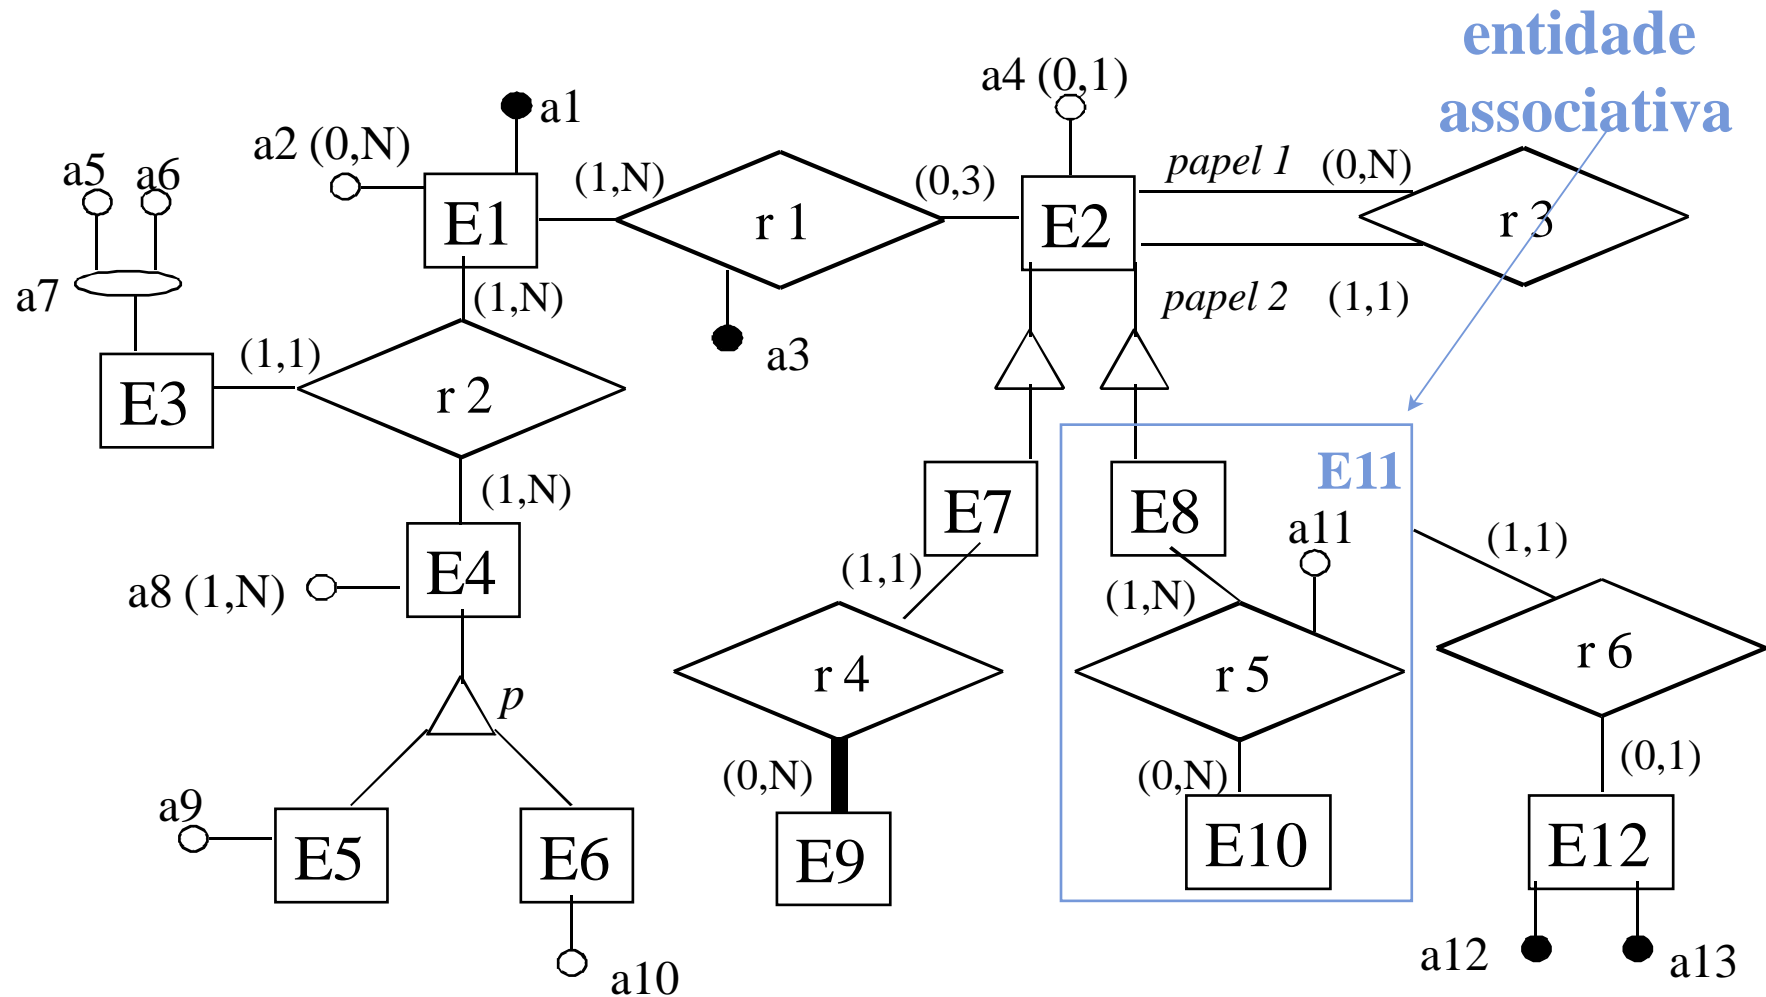 entidade
associativa
a4 (0,1)
a1
a2 (0,N)
a5
a6
(1,N)
(0,3)
papel 1
(0,N)
E1
r 1
E2
r 3
a7
(1,N)
papel 2
(1,1)
(1,1)
a3
E3
r 2
E11
(1,N)
E7
E8
a11
(1,1)
E4
a8 (1,N)
(1,1)
(1,N)
r 4
r 5
r 6
p
(0,N)
(0,N)
(0,1)
a9
E5
E6
E9
E10
E12
a10
a12
a13